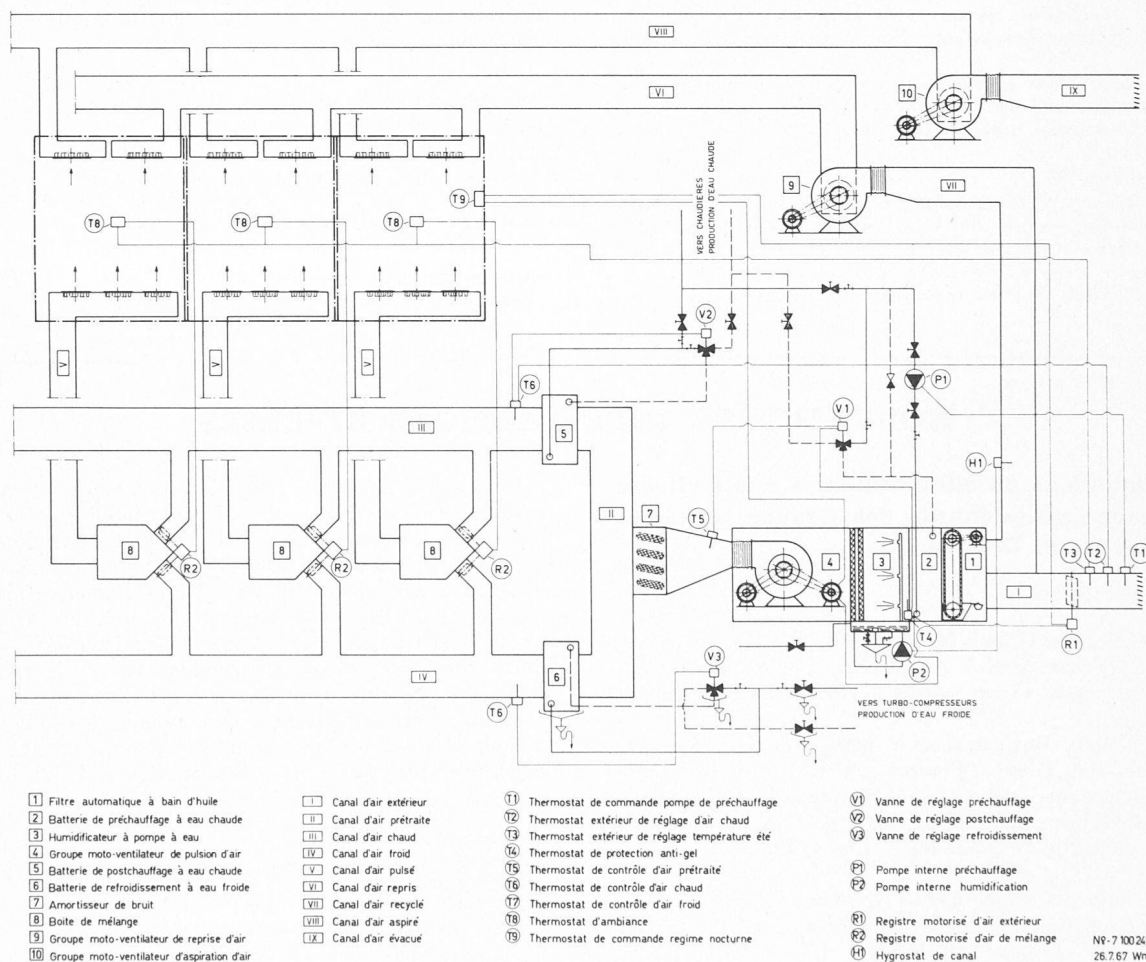 VIII
10
IX
VI
9
VII
T9
T8
T8
T8
VERS CHAUDIERES
PRODUCTION D'EAU CHAUDE
V2
V
V
V
T6
P1
III
5
V1
H1
II
7
T5
8
R2
8
R2
8
R2
4
3
2
1
T3
T2
T1
I
T4
R1
P2
IV
6
V3
T6
VERS TURBO-COMPRESSEURS
PRODUCTION D'EAU FROIDE
1 Filtre automatique à bain d'huile
2 Batterie de préchauffage à eau chaude
3 Humidificateur à pompe à eau
4 Groupe moto-ventilateur de pulsion d'air
5 Batterie de postchauffage à eau chaude
6 Batterie de refroidissement à eau froide
7 Amortisseur de bruit
8 Boite de mélange
9 Groupe moto-ventilateur de reprise d'air
10 Groupe moto-ventilateur d'aspiration d'air
I Canal d'air extérieur
II Canal d'air prétraite
III Canal d'air chaud
IV Canal d'air froid
V Canal d'air pulsé
VI Canal d'air repris
VII Canal d'air recyclé
VIII Canal d'air aspiré
IX Canal d'air évacué
T1 Thermostat de commande pompe de préchauffage
T2 Thermostat extérieur de réglage d'air chaud
T3 Thermostat extérieur de réglage température été
T4 Thermostat de protection anti-gel
T5 Thermostat de contrôle d'air prétraité
T6 Thermostat de contrôle d'air chaud
T7 Thermostat de contrôle d'air froid
T8 Thermostat d'ambiance
T9 Thermostat de commande regime nocturne
V1 Vanne de réglage préchauffage
V2 Vanne de réglage postchauffage
V3 Vanne de réglage refroidissement
P1 Pompe interne préchauffage
P2 Pompe interne humidification
R1 Registre motorisé d'air extérieur
R2 Registre motorisé d'air de mélange
H1 Hygrostat de canal
Nº-7 10024
26.7.67